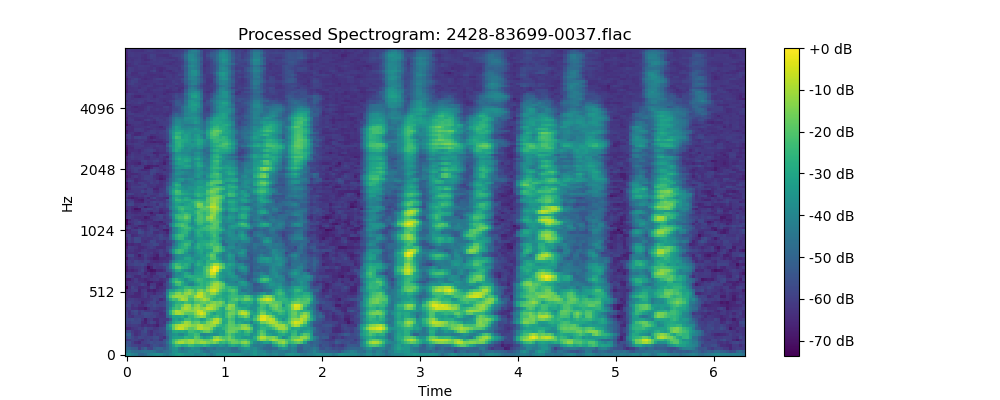 Processed Spectrogram: 2428-83699-0037.flac
Hz
4096
2048
1024
512
0
0 1 2 3 4 5 6
Time
+0 dB
-10 dB
-20 dB
-30 dB
-40 dB
-50 dB
-60 dB
-70 dB